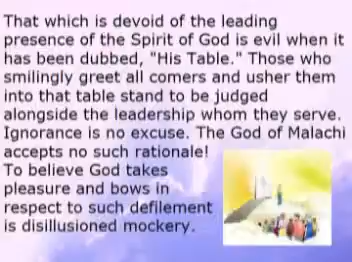 That which is devoid of the leading
presence of the Spirit of God is evil when it
has been dubbed, "His Table." Those who
smilingly greet all comers and usher them
into that table stand to be judged
alongside the leadership whom they serve.
Ignorance is no excuse. The God of Malachi
accepts no such rationale!
To believe God takes
pleasure and bows in
respect to such defilement
is disillusioned mockery.